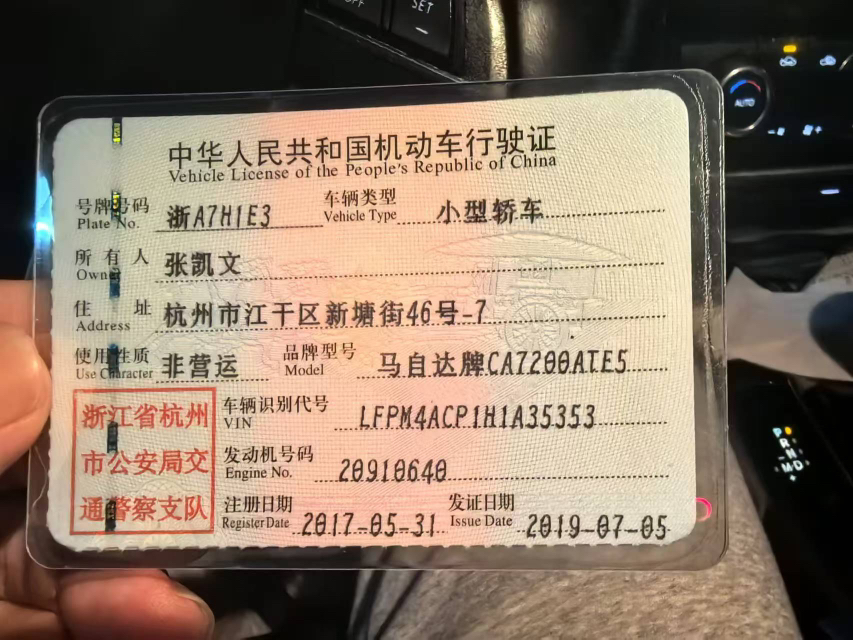 OFF
SET
AUTO
中华人民共和国机动车行驶证
Vehicle License of the People's Republic of China
号牌号码 浙A7H1E3 车辆类型 小型轿车
Plate No. Vehicle Type
所有人 张凯文
Owner
住址 杭州市江干区新塘街46号-7
Address
使用性质 非营运 品牌型号 马自达牌CA7200ATE5
Use Character Model
浙江省杭州
市公安局交
通警察支队
车辆识别代号 LFPM4ACP1H1A35353
VIN
发动机号码 20910640
Engine No.
注册日期 2017-05-31 发证日期 2019-07-05
Register Date Issue Date
P
R
N
M/D